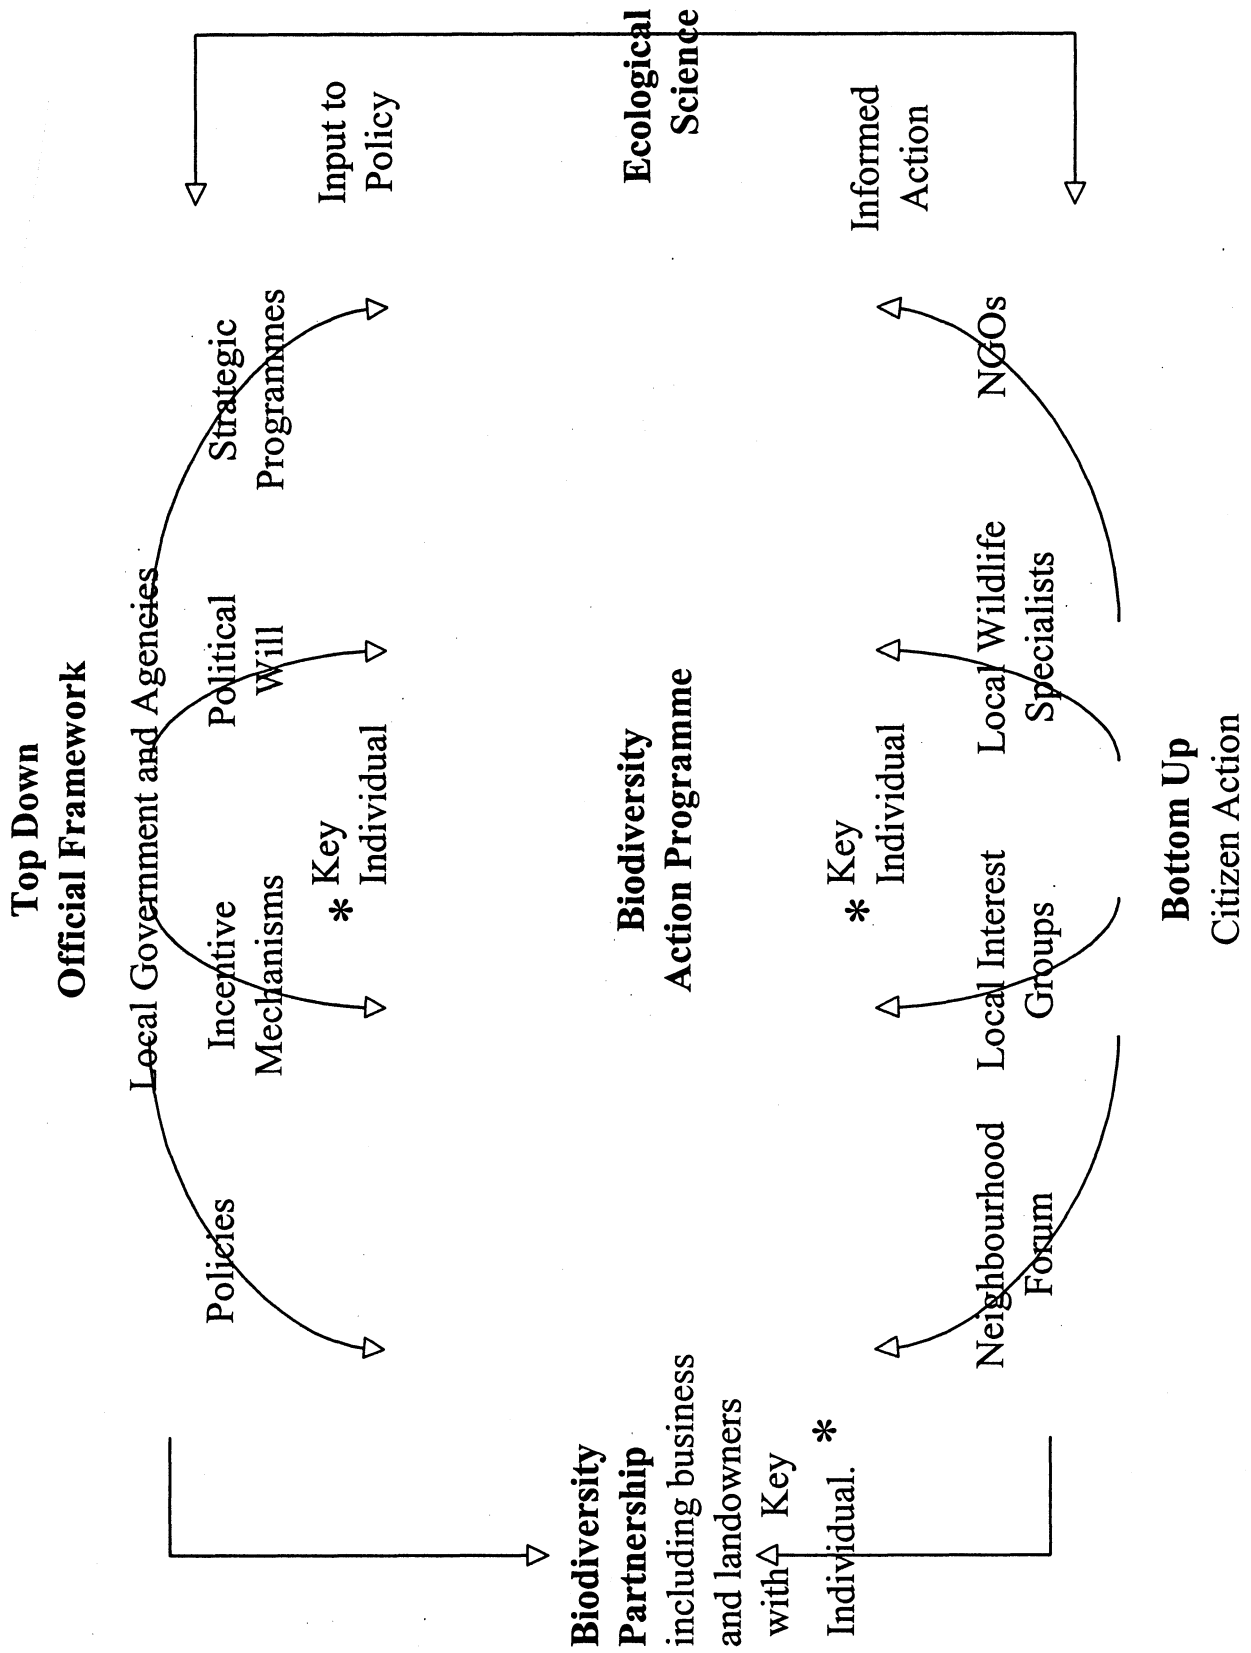 Top Down
Official Framework
Local Government and Agencies
Policies
Incentive
Mechanisms
Political
Will
Strategic
Programmes
* Key
Individual
Input to
Policy
Biodiversity
Partnership
including business
and landowners
with Key
Individual. *
Biodiversity
Action Programme
Ecological
Science
* Key
Individual
Informed
Action
Neighbourhood
Forum
Local Interest
Groups
Local Wildlife
Specialists
NGOs
Bottom Up
Citizen Action